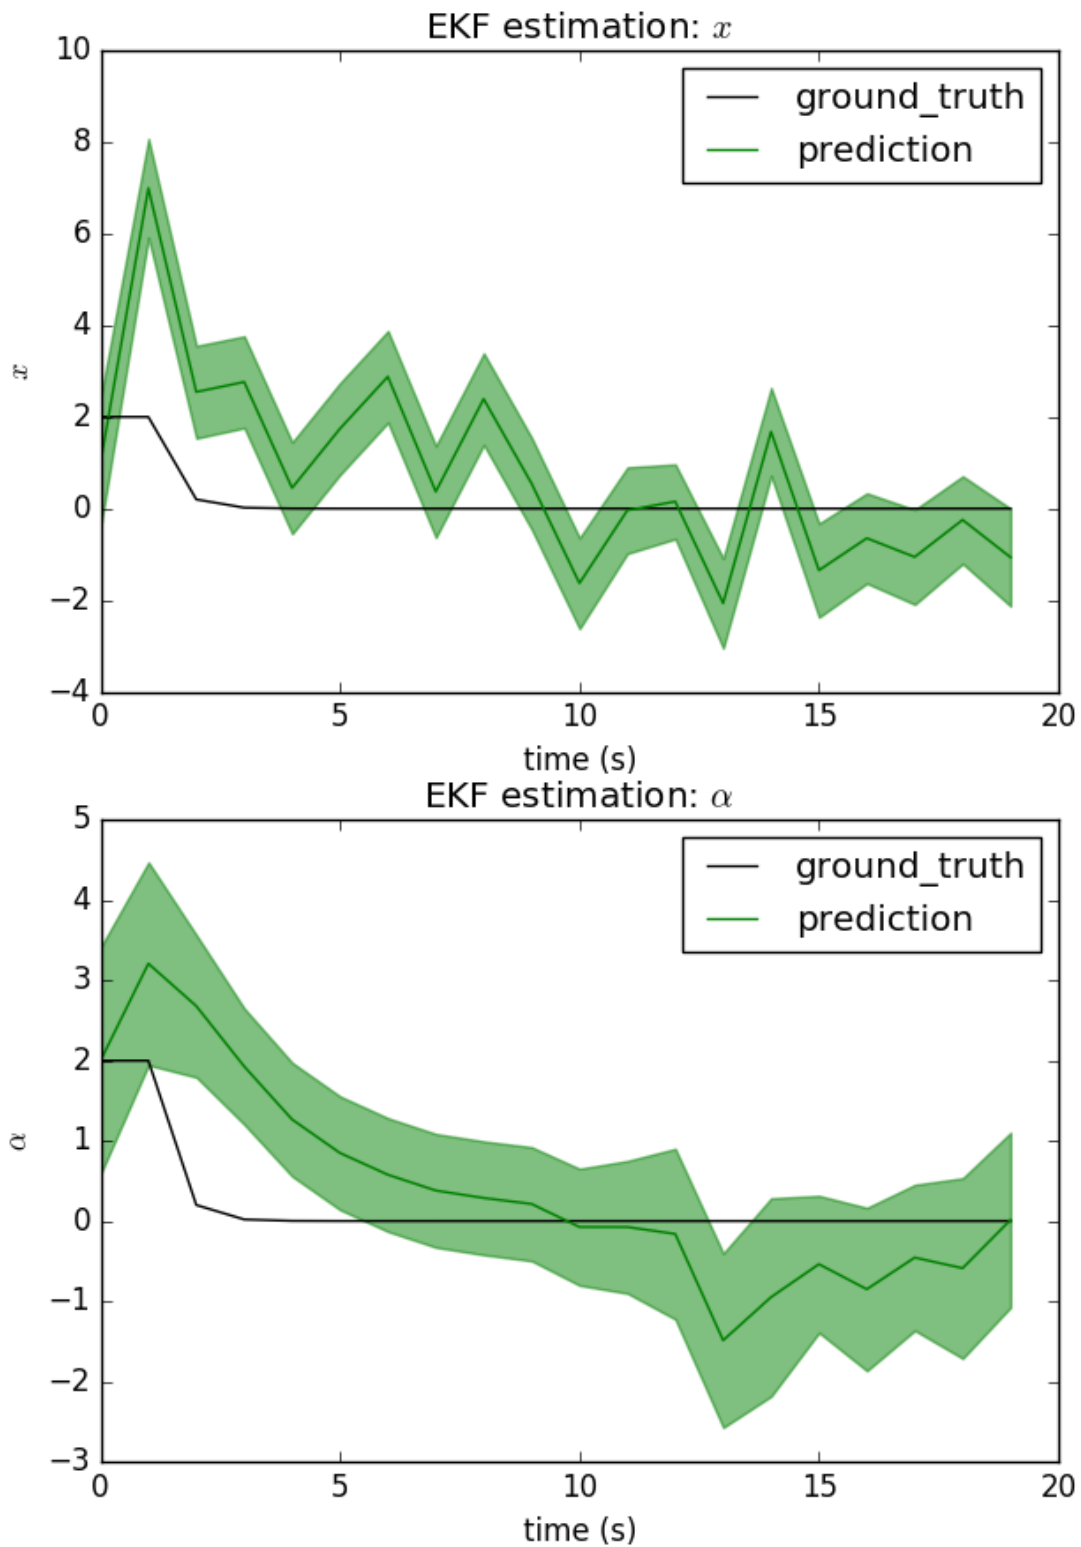 EKF estimation: x
10
8
6
4
2
0
−2
−4
x
ground_truth
prediction
0 5 10 15 20
time (s)
EKF estimation: α
5
4
3
2
1
0
−1
−2
−3
α
ground_truth
prediction
0 5 10 15 20
time (s)